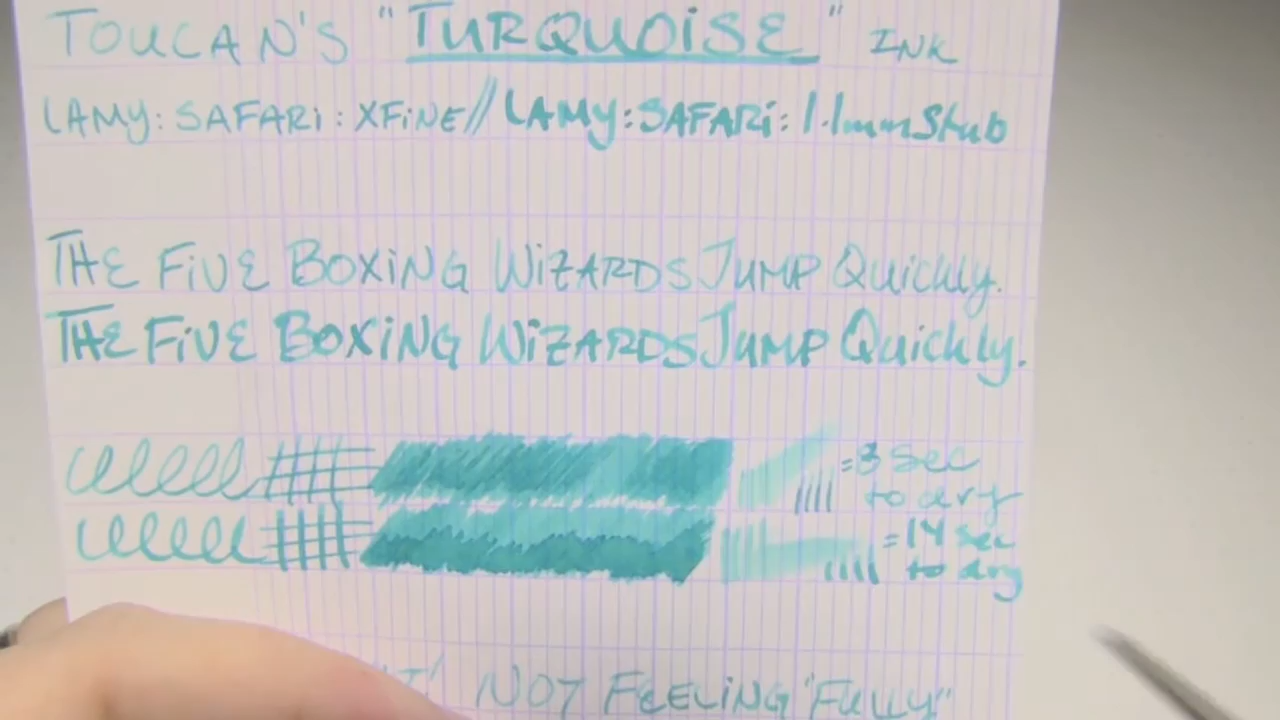 TOUCAN'S "TURQUOISE" INK
LAMY: SAFARI: XFINE// LAMY: SAFARI: 1.1mm Stub
THE FIVE BOXING WIZARDS JUMP QUICKLY.
THE FIVE BOXING WIZARDS JUMP QUICKLY.
=3 sec
to dry
=14 sec
to dry
NOT FEELING "FULLY"